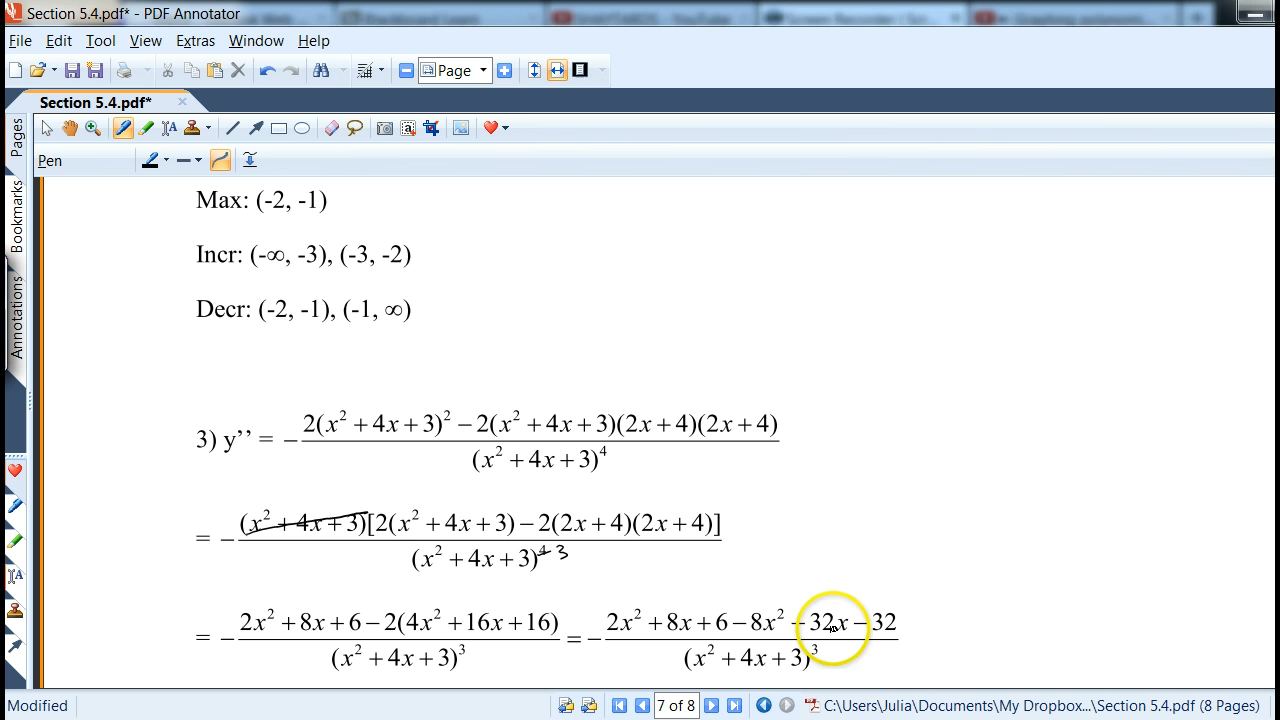 Section 5.4.pdf* - PDF Annotator
File Edit Tool View Extras Window Help
Page
Section 5.4.pdf*
Pen
Pages
Bookmarks
Annotations
Max: (-2, -1)
Incr: (-∞, -3), (-3, -2)
Decr: (-2, -1), (-1, ∞)
3) y’’ = −
2(x² + 4x + 3)² − 2(x² + 4x + 3)(2x + 4)(2x + 4)
(x² + 4x + 3)⁴
= −
(x² + 4x + 3)[2(x² + 4x + 3) − 2(2x + 4)(2x + 4)]
(x² + 4x + 3)⁴ 3
= −
2x² + 8x + 6 − 2(4x² + 16x + 16)
(x² + 4x + 3)³
= −
2x² + 8x + 6 − 8x² − 32x − 32
(x² + 4x + 3)³
Modified
7 of 8
C:\Users\Julia\Documents\My Dropbox...\Section 5.4.pdf (8 Pages)